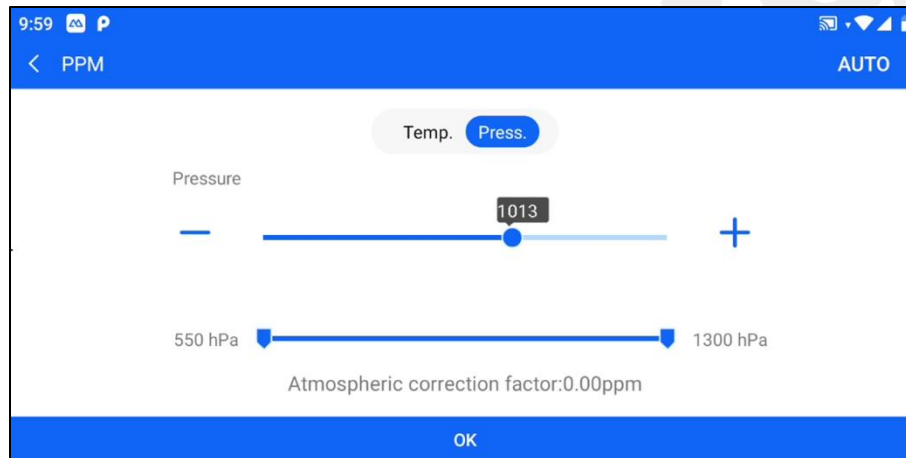 9:59
PPM
AUTO
Temp. Press.
Pressure
1013
550 hPa
1300 hPa
Atmospheric correction factor:0.00ppm
OK